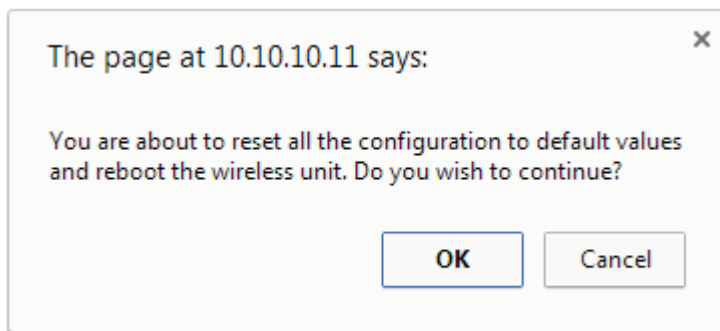 The page at 10.10.10.11 says:
You are about to reset all the configuration to default values
and reboot the wireless unit. Do you wish to continue?
OK
Cancel